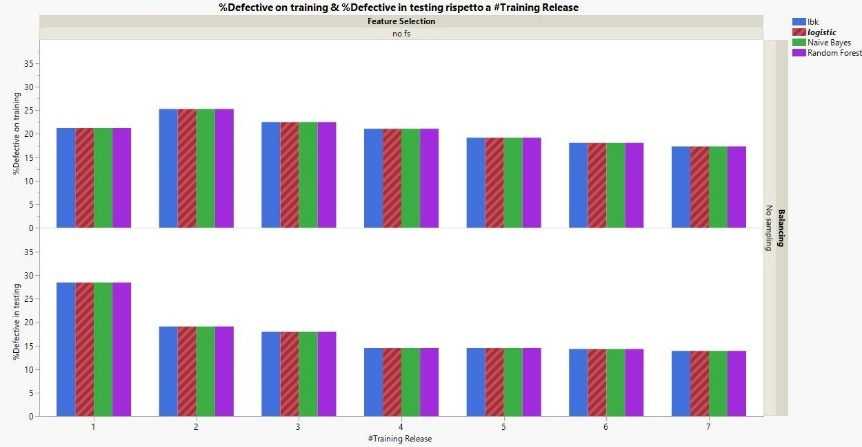 %Defective on training & %Defective in testing rispetto a #Training Release
Feature Selection
no fs
Ibk
logistic
Naive Bayes
Random Forest
%Defective on training
35
30
25
20
15
10
5
0
%Defective in testing
35
30
25
20
15
10
5
0
1 2 3 4 5 6 7
#Training Release
Balancing
No sampling